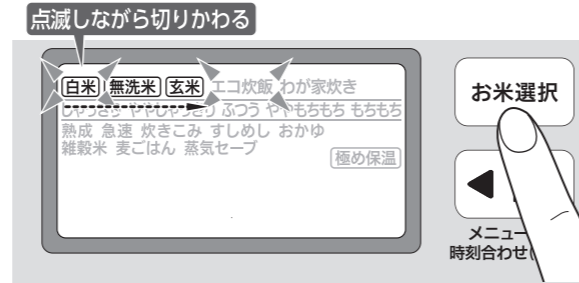 点滅しながら切りかわる
白米 無洗米 玄米 エコ炊飯 わが家炊き
しゃっきり ややしゃっきり ふつう ややもちもち もちもち
熟成 急速 炊きこみ すしめし おかゆ
雑穀米 麦ごはん 蒸気セーブ
極め保温
お米選択
メニュー
時刻合わせ